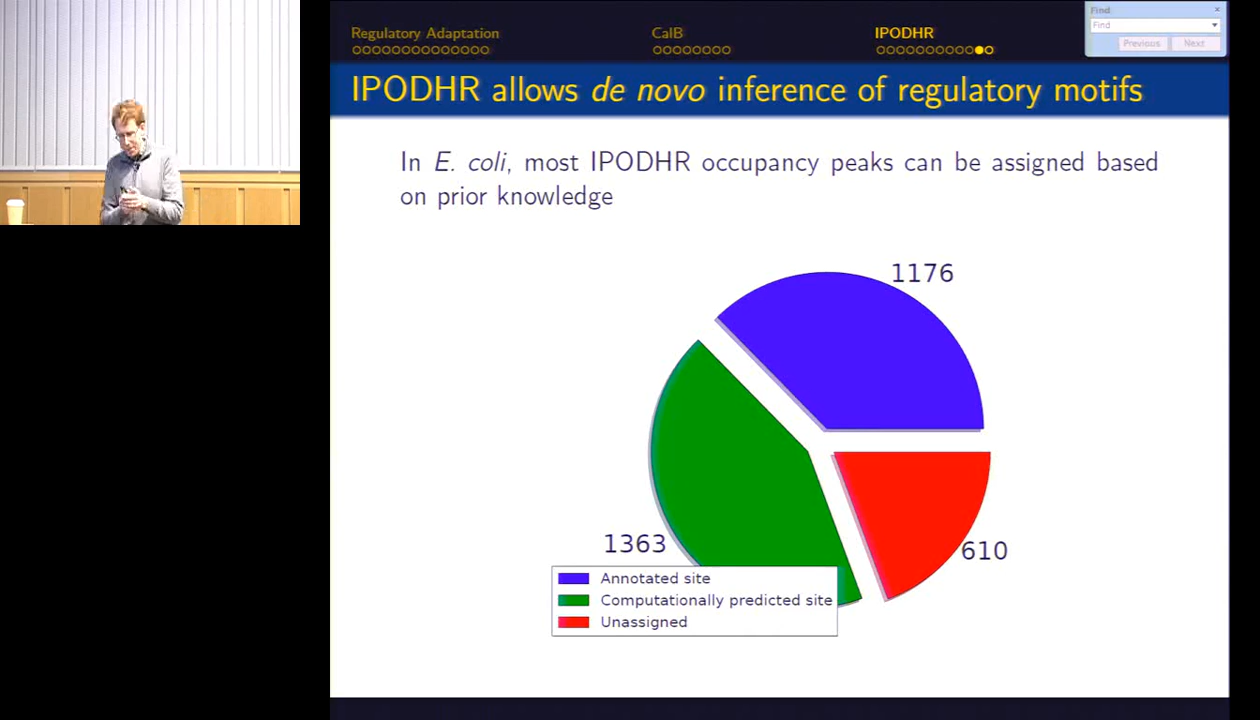 Regulatory Adaptation
CalB
IPODHR
Find
Find
Previous
Next
IPODHR allows de novo inference of regulatory motifs
In E. coli, most IPODHR occupancy peaks can be assigned based
on prior knowledge
1176
1363
610
Annotated site
Computationally predicted site
Unassigned